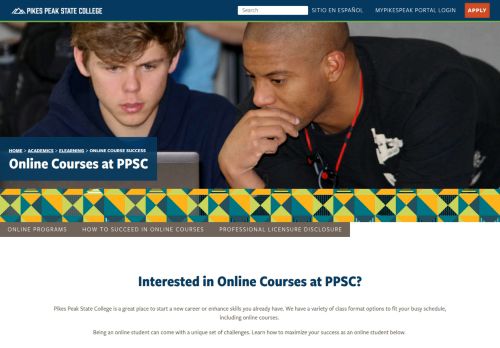 PIKES PEAK STATE COLLEGE
Search
SITIO EN ESPAÑOL
MYPIKESPEAK PORTAL LOGIN
APPLY
HOME > ACADEMICS > ELEARNING > ONLINE COURSE SUCCESS
Online Courses at PPSC
ONLINE PROGRAMS
HOW TO SUCCEED IN ONLINE COURSES
PROFESSIONAL LICENSURE DISCLOSURE
Interested in Online Courses at PPSC?
Pikes Peak State College is a great place to start a new career or enhance skills you already have. We have a variety of class format options to fit your busy schedule,
including online courses.
Being an online student can come with a unique set of challenges. Learn how to maximize your success as an online student below.